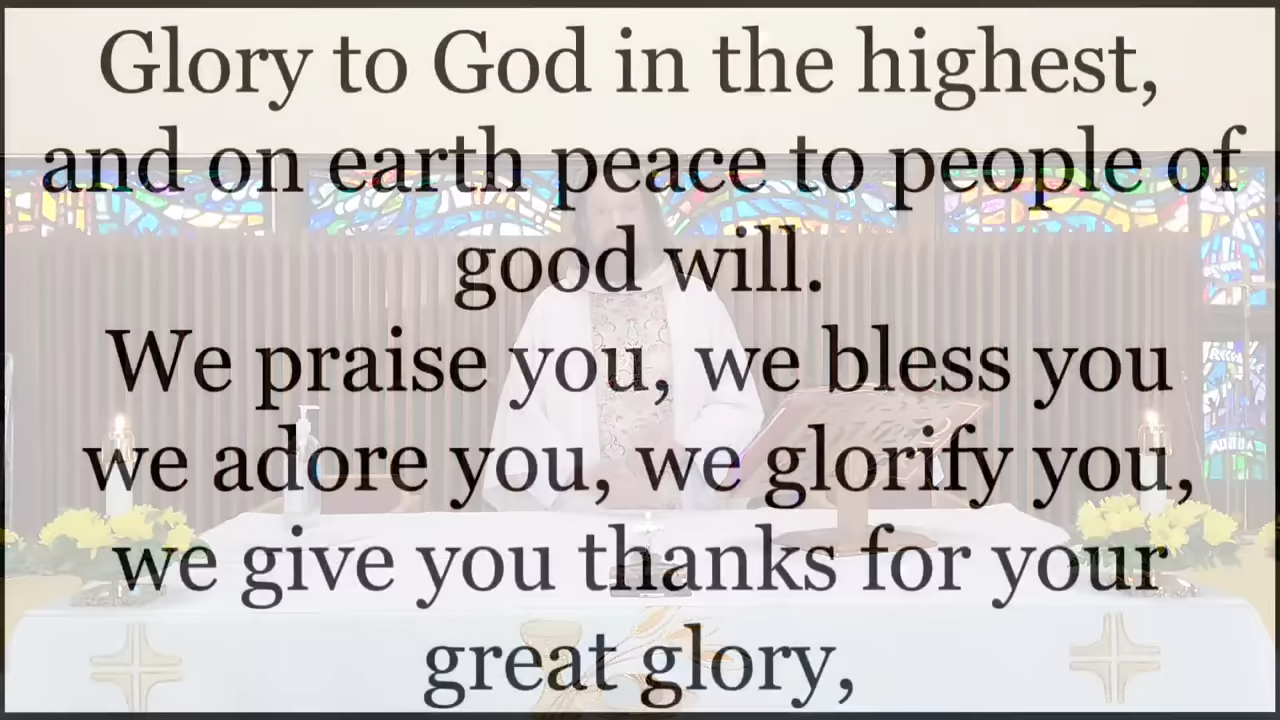 Glory to God in the highest,
and on earth peace to people of
good will.
We praise you, we bless you
we adore you, we glorify you,
we give you thanks for your
great glory,